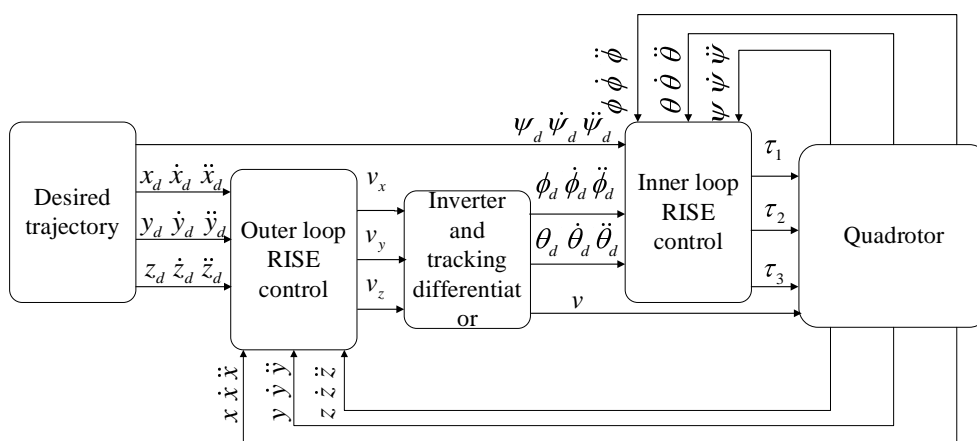 ϕ ϕ̇ ϕ̈
θ θ̇ θ̈
ψ ψ̇ ψ̈
ψ_d ψ̇_d ψ̈_d
Desired
trajectory
x_d ẋ_d ẍ_d
y_d ẏ_d ÿ_d
z_d ż_d z̈_d
Outer loop
RISE
control
v_x
v_y
v_z
Inverter
and
tracking
differentiat
or
ϕ_d ϕ̇_d ϕ̈_d
θ_d θ̇_d θ̈_d
v
Inner loop
RISE
control
τ_1
τ_2
τ_3
Quadrotor
x ẋ ẍ
y ẏ ÿ
z ż z̈